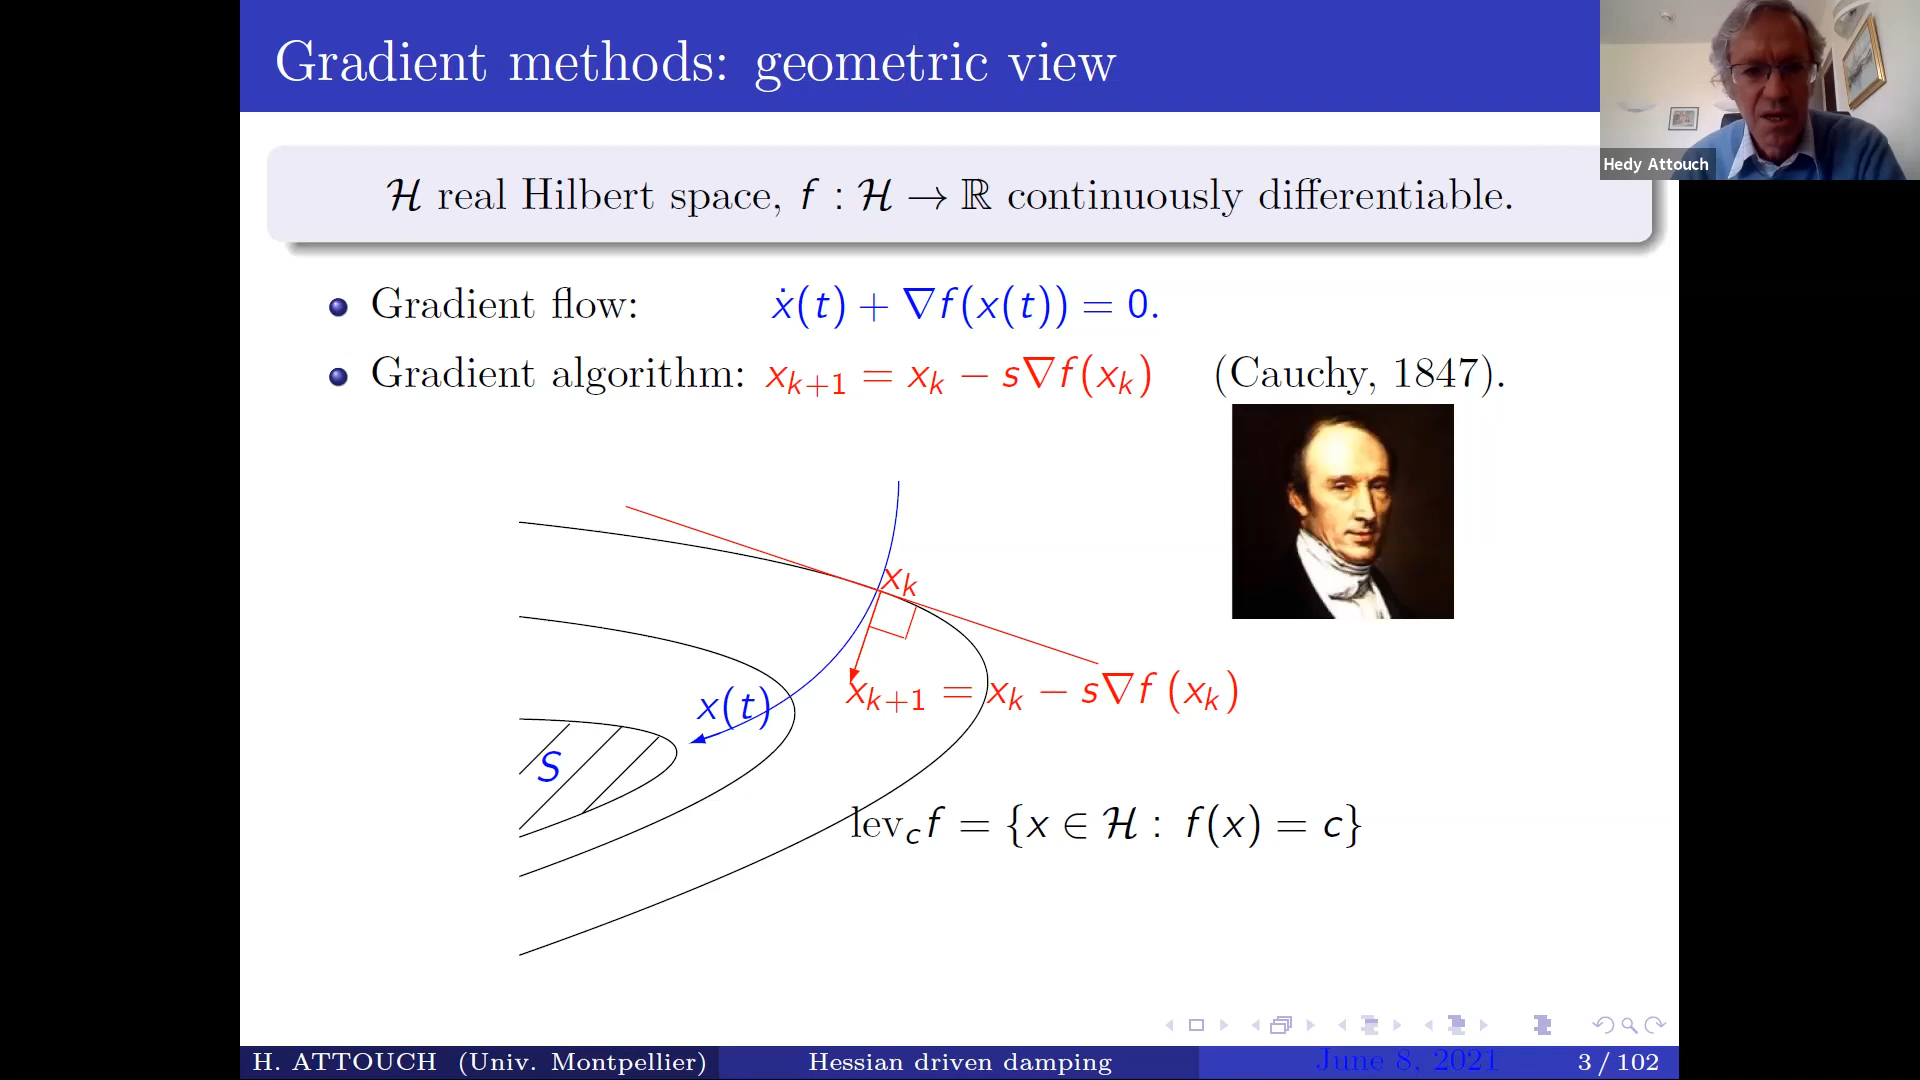 Gradient methods: geometric view
Hedy Attouch
ℋ real Hilbert space, f : ℋ → ℝ continuously differentiable.
Gradient flow: ẋ(t) + ∇f(x(t)) = 0.
Gradient algorithm: x_{k+1} = x_k − s∇f(x_k) (Cauchy, 1847).
x_k
x_{k+1} = x_k − s∇f (x_k)
x(t)
S
lev_c f = {x ∈ ℋ : f(x) = c}
H. ATTOUCH (Univ. Montpellier) Hessian driven damping June 8, 2021 3 / 102